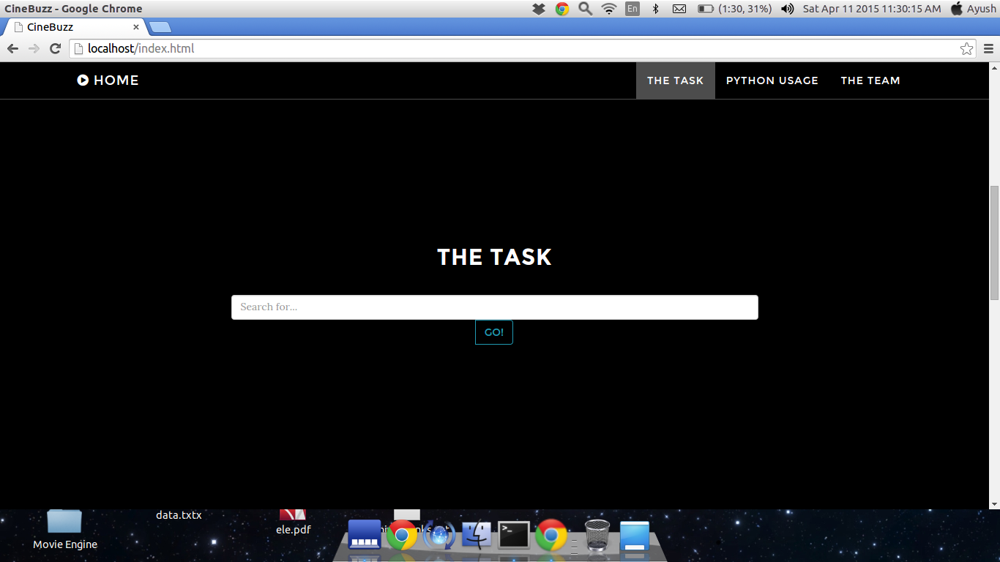 CineBuzz - Google Chrome
En
(1:30, 31%)
Sat Apr 11 2015 11:30:15 AM
Ayush
CineBuzz
localhost/index.html
HOME
THE TASK
PYTHON USAGE
THE TEAM
THE TASK
Search for...
GO!
data.txtx
ele.pdf
Movie Engine